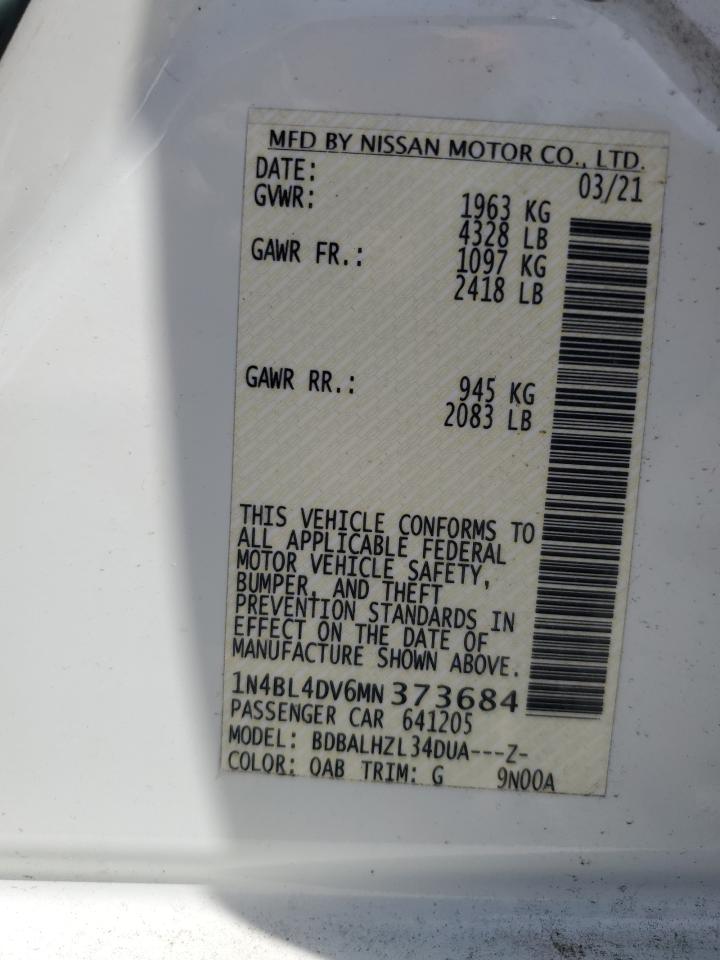 MFD BY NISSAN MOTOR CO., LTD.
DATE: 03/21
GVWR: 1963 KG
4328 LB
GAWR FR.: 1097 KG
2418 LB
GAWR RR.: 945 KG
2083 LB
THIS VEHICLE CONFORMS TO
ALL APPLICABLE FEDERAL
MOTOR VEHICLE SAFETY,
BUMPER, AND THEFT
PREVENTION STANDARDS IN
EFFECT ON THE DATE OF
MANUFACTURE SHOWN ABOVE.
1N4BL4DV6MN373684
PASSENGER CAR 641205
MODEL: BDBALHZL34DUA---Z-
COLOR: QAB TRIM: G 9N00A